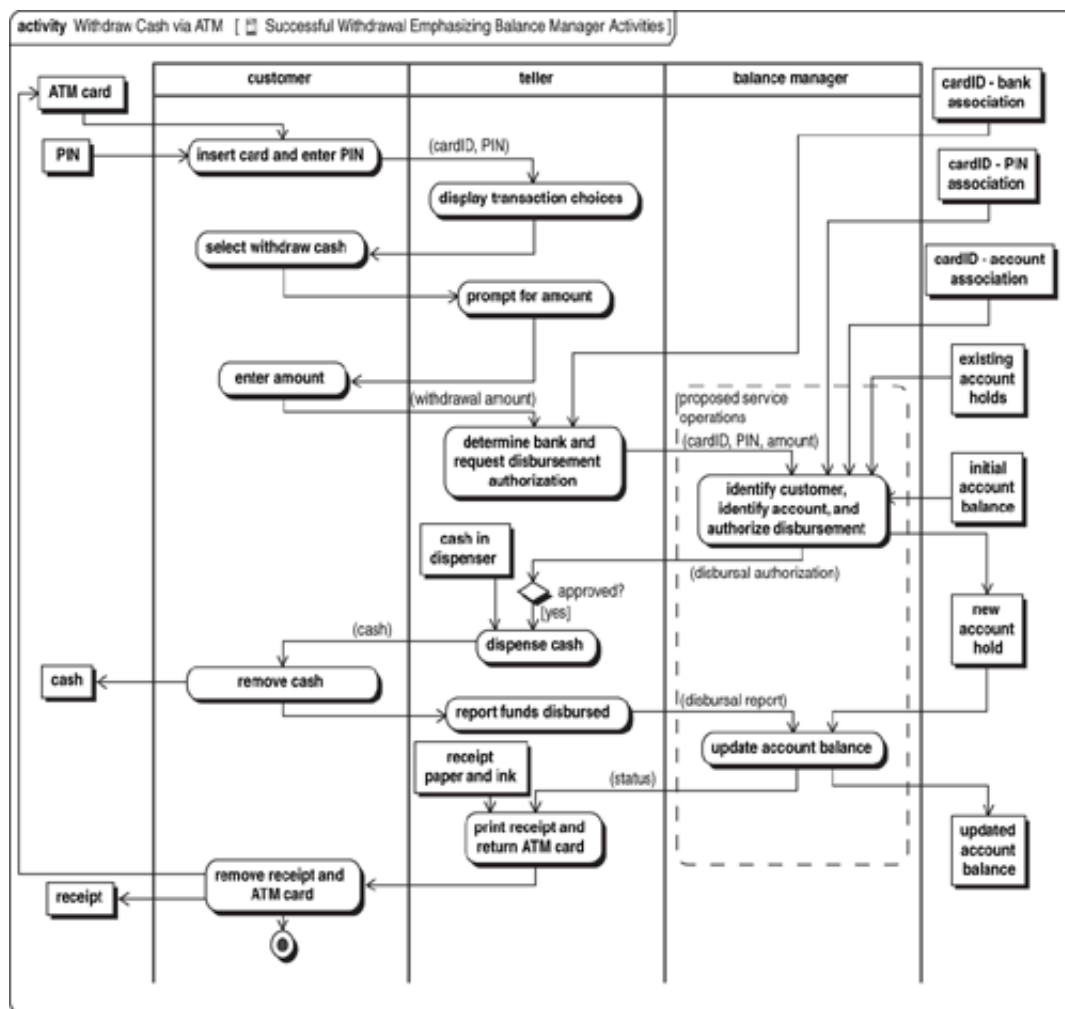 activity Withdraw Cash via ATM [ Successful Withdrawal Emphasizing Balance Manager Activities ]
customer
teller
balance manager
ATM card
cardID - bank
association
PIN
insert card and enter PIN
(cardID, PIN)
cardID - PIN
association
display transaction choices
select withdraw cash
cardID - account
association
prompt for amount
existing
account
holds
enter amount
(withdrawal amount)
proposed service
operations
determine bank and
request disbursement
authorization
(cardID, PIN, amount)
identify customer,
identify account, and
authorize disbursement
initial
account
balance
cash in
dispenser
(disbursal authorization)
approved?
[yes]
new
account
hold
(cash)
dispense cash
cash
remove cash
report funds disbursed
(disbursal report)
update account balance
receipt
paper and ink
(status)
print receipt and
return ATM card
updated
account
balance
remove receipt and
ATM card
receipt